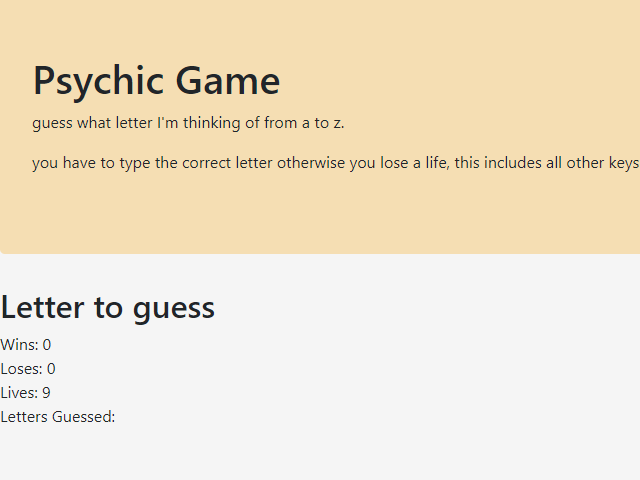 Psychic Game
guess what letter I'm thinking of from a to z.
you have to type the correct letter otherwise you lose a life, this includes all other keys
Letter to guess
Wins: 0
Loses: 0
Lives: 9
Letters Guessed: